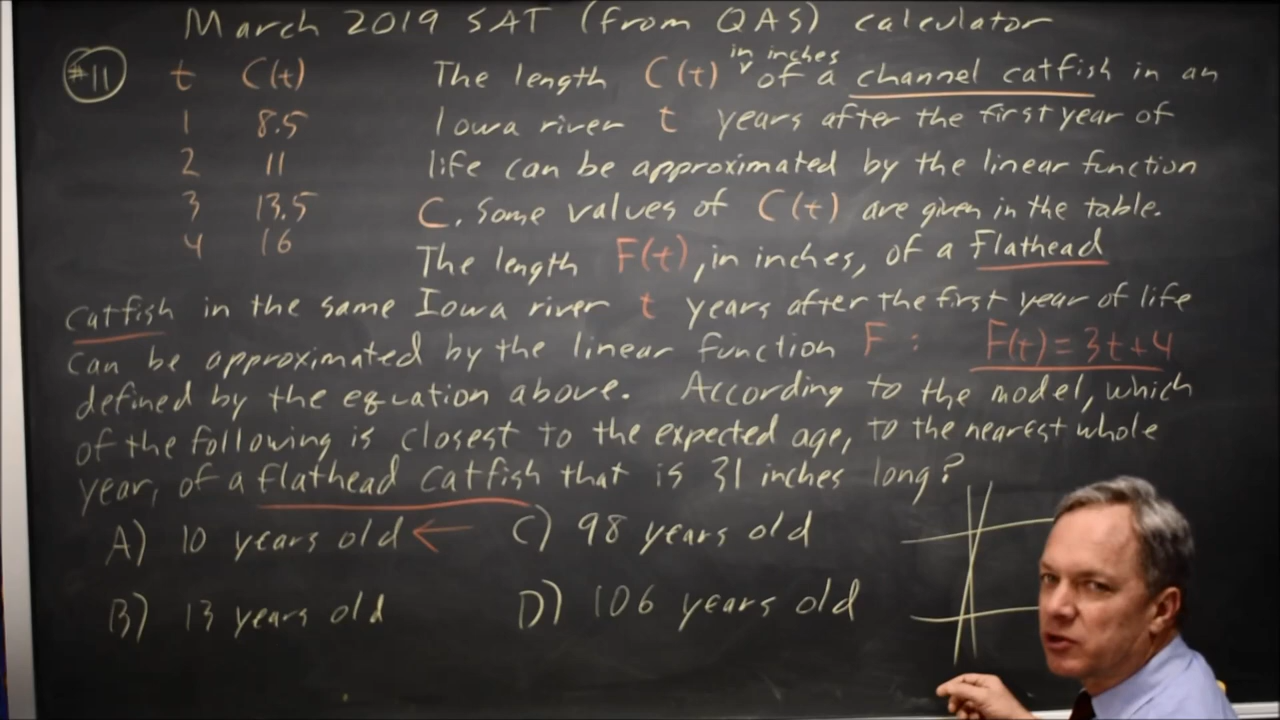 March 2019 SAT (from QAS) calculator
#11 t C(t) The length C(t) in inches of a channel catfish in an
1 8.5 Iowa river t years after the first year of
2 11 life can be approximated by the linear function
3 13.5 C. Some values of C(t) are given in the table.
4 16 The length F(t), in inches, of a flathead
catfish in the same Iowa river t years after the first year of life
can be approximated by the linear function F: F(t) = 3t+4
defined by the equation above. According to the model, which
of the following is closest to the expected age, to the nearest whole
year, of a flathead catfish that is 31 inches long?
A) 10 years old ← C) 98 years old
B) 13 years old D) 106 years old